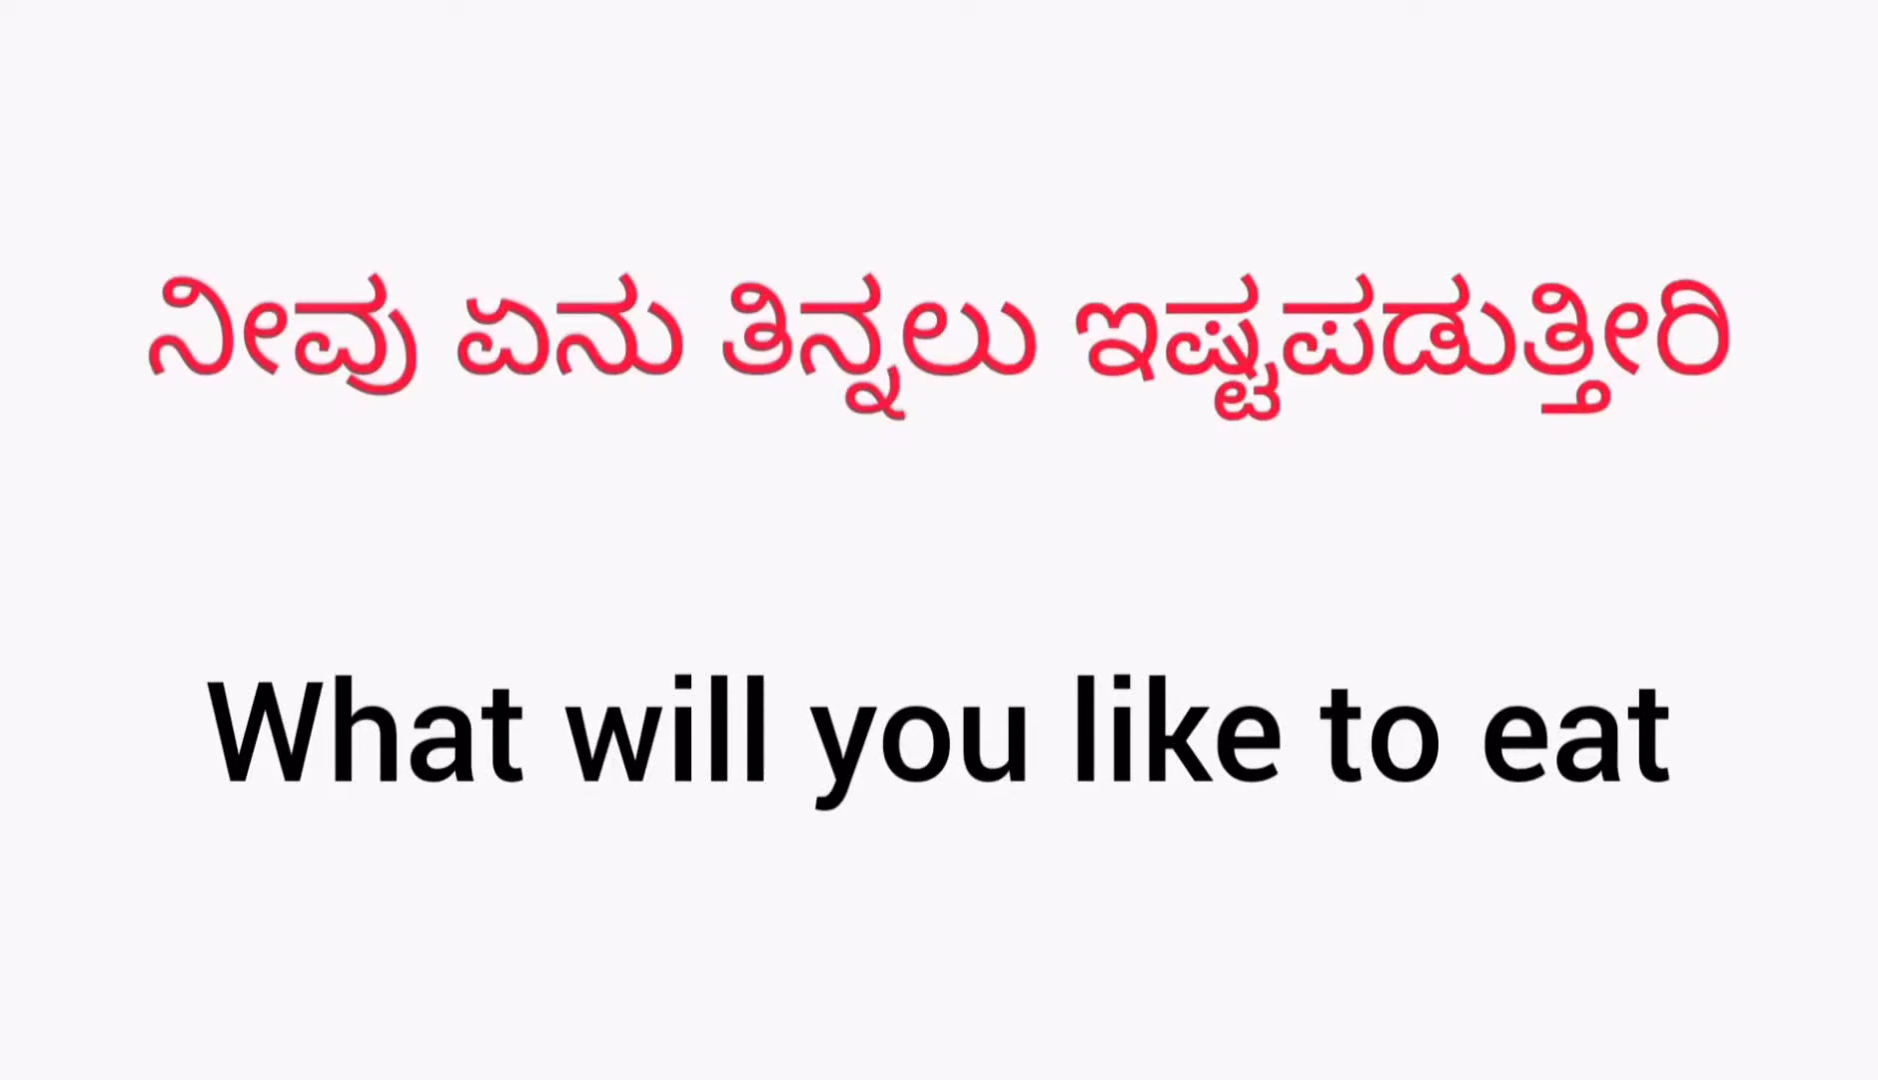 ನೀವು ಏನು ತಿನ್ನಲು ಇಷ್ಟಪಡುತ್ತೀರಿ
What will you like to eat